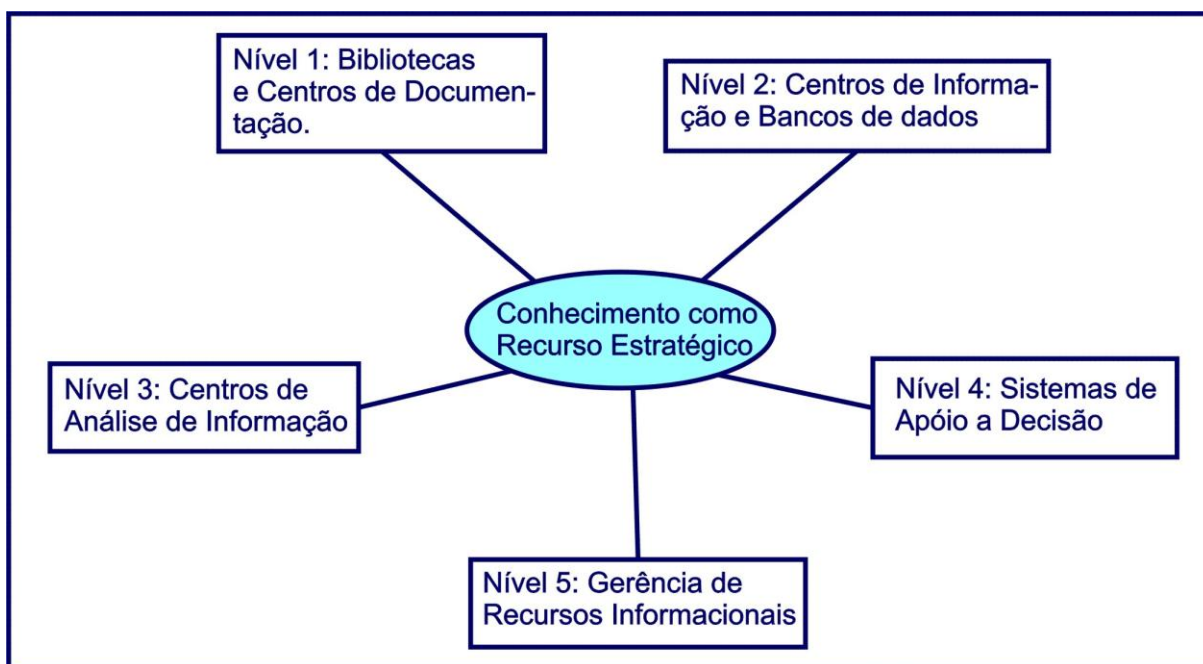 Nível 1: Bibliotecas
e Centros de Documen-
tação.
Nível 2: Centros de Informa-
ção e Bancos de dados
Conhecimento como
Recurso Estratégico
Nível 3: Centros de
Análise de Informação
Nível 4: Sistemas de
Apóio a Decisão
Nível 5: Gerência de
Recursos Informacionais